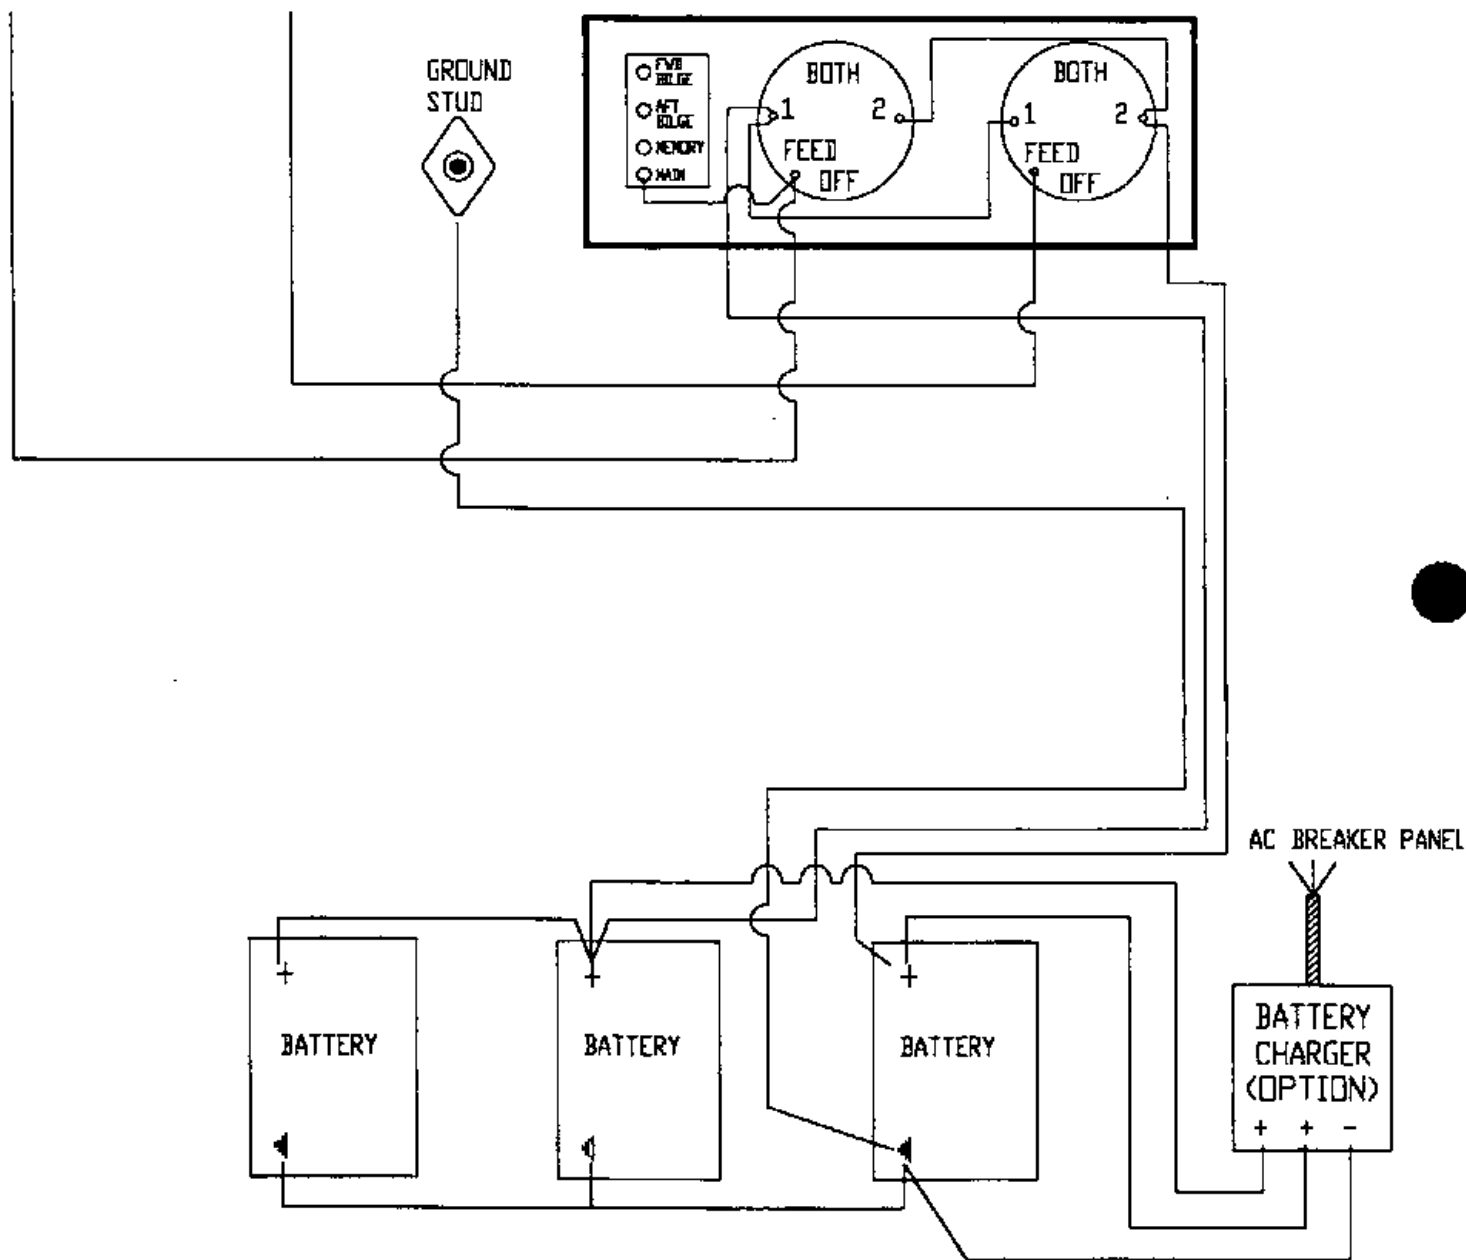 GROUND
STUD
FWD
BILGE
AFT
BILGE
MEMORY
MAIN
BOTH
1 2
FEED
OFF
BOTH
1 2
FEED
OFF
AC BREAKER PANEL
+
BATTERY
+
BATTERY
+
BATTERY
BATTERY
CHARGER
(OPTION)
+ + -